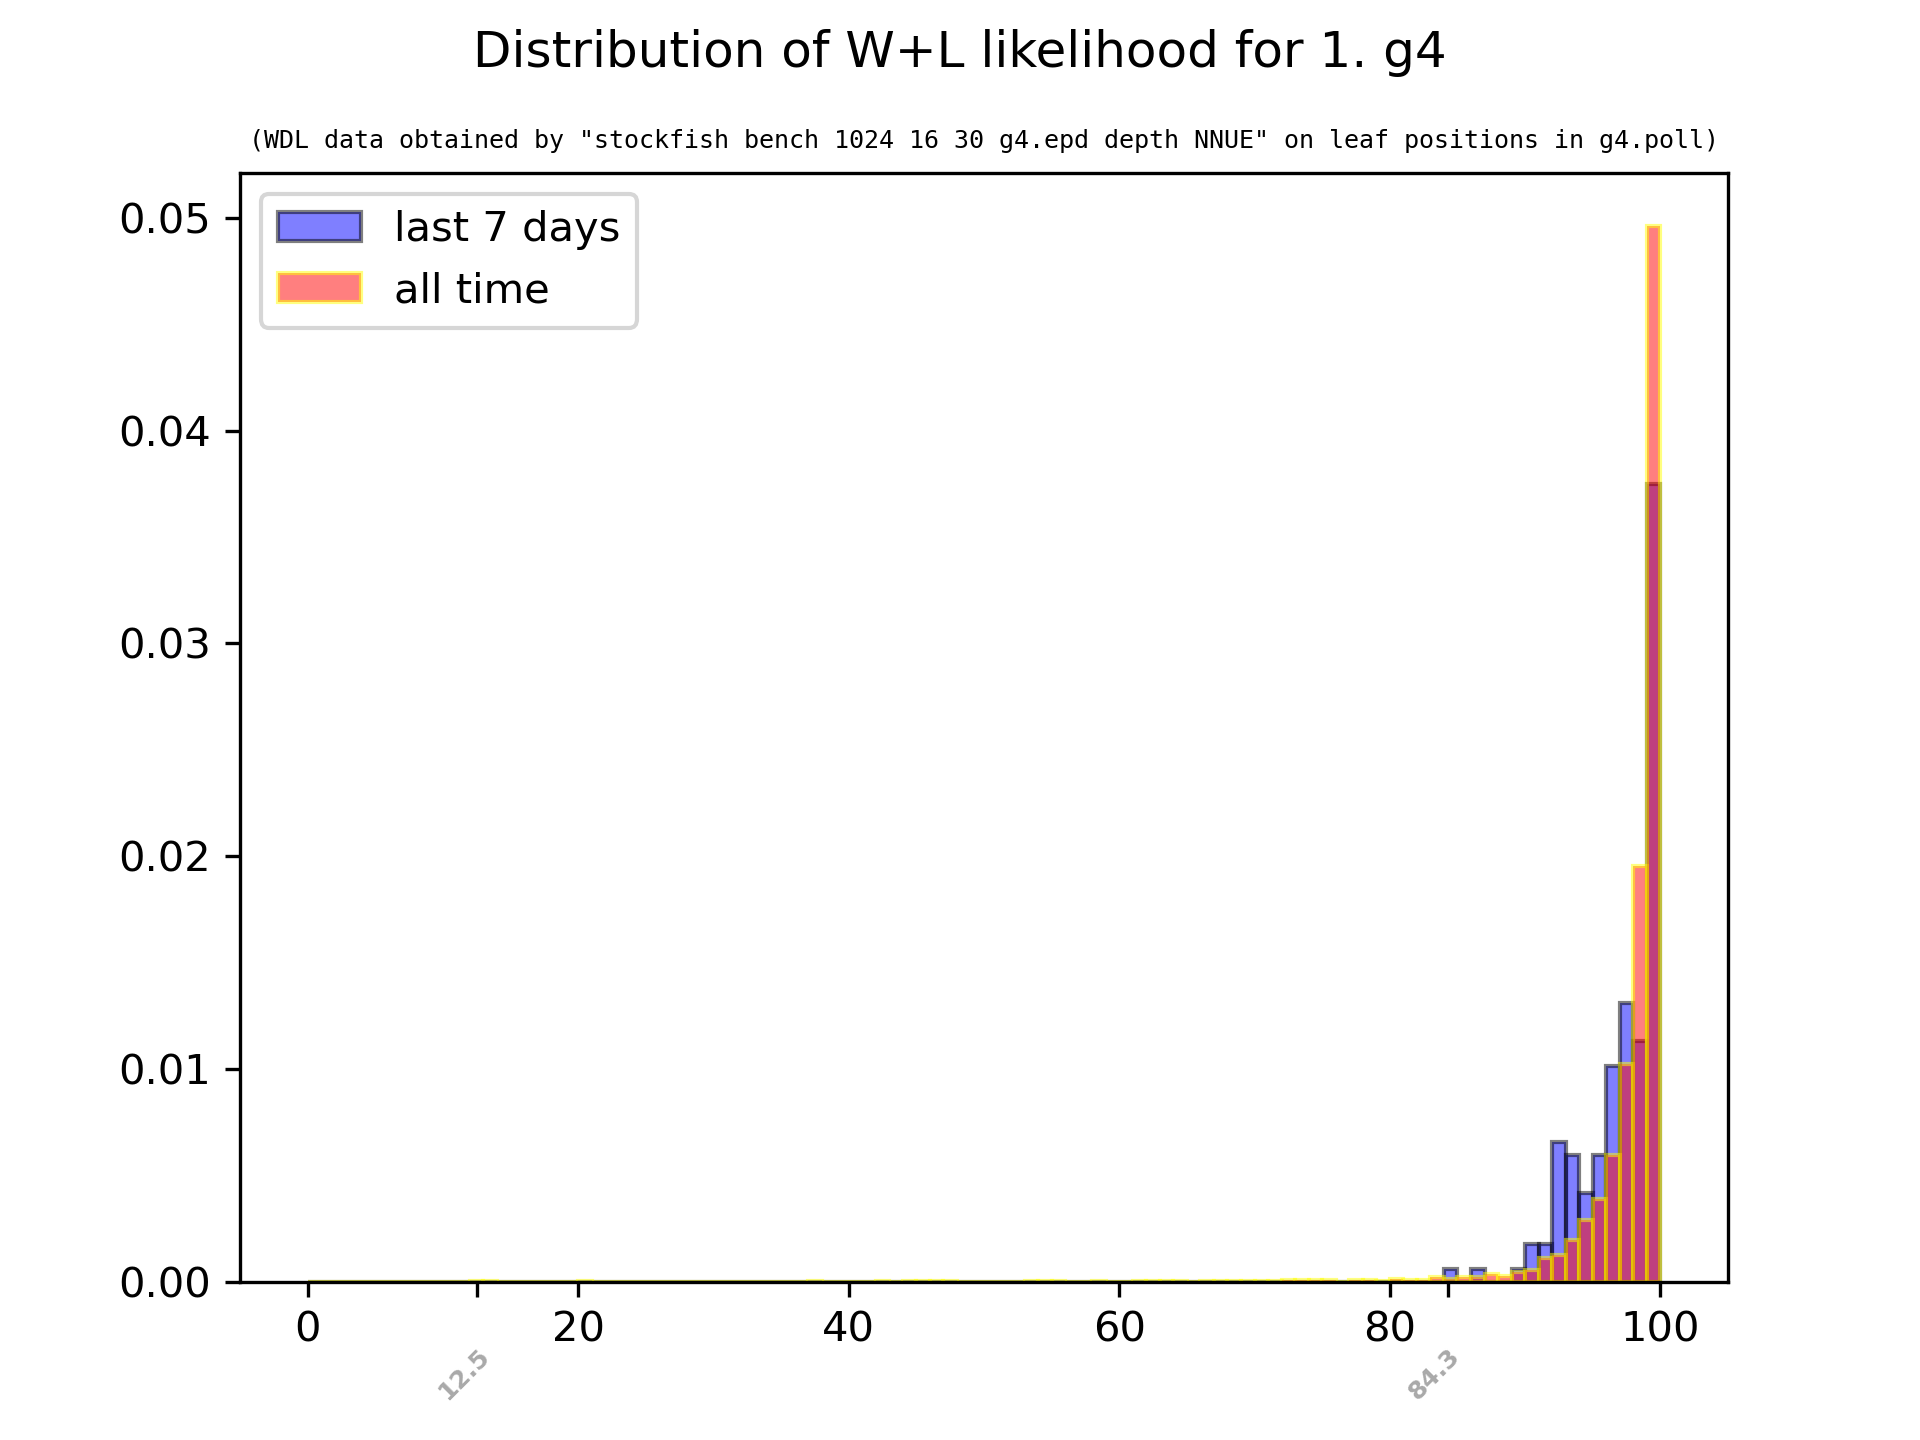 Distribution of W+L likelihood for 1. g4
(WDL data obtained by "stockfish bench 1024 16 30 g4.epd depth NNUE" on leaf positions in g4.poll)
last 7 days
all time
0.05
0.04
0.03
0.02
0.01
0.00
0 20 40 60 80 100
12.5 84.3